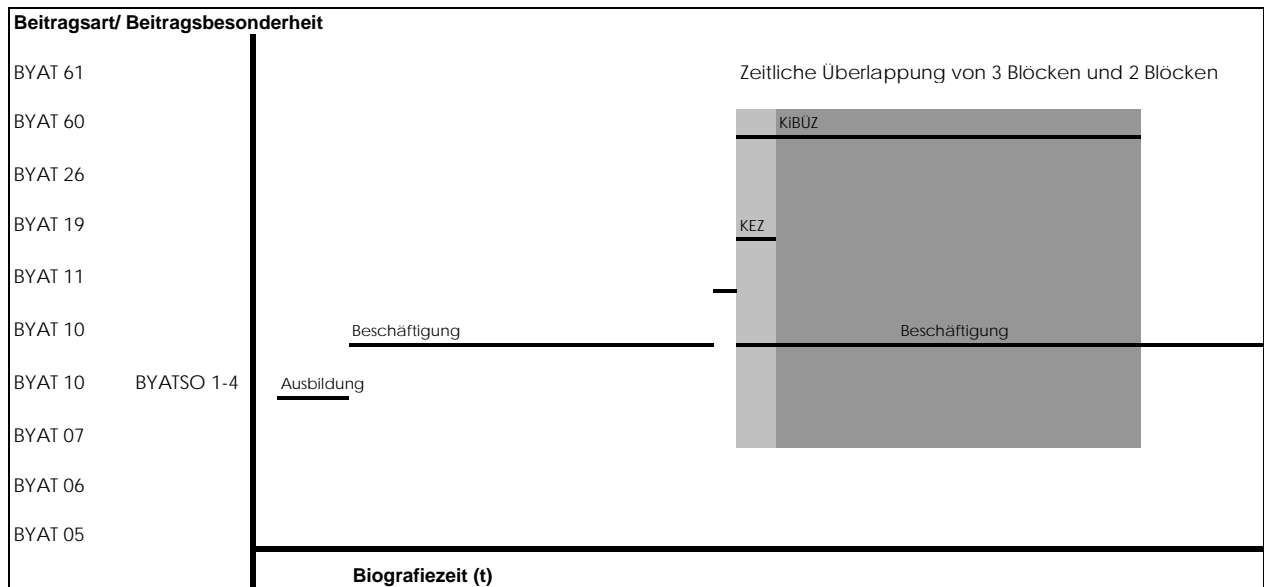 Beitragsart/ Beitragsbesonderheit
BYAT 61 Zeitliche Überlappung von 3 Blöcken und 2 Blöcken
BYAT 60 KiBÜZ
BYAT 26
BYAT 19 KEZ
BYAT 11
BYAT 10 Beschäftigung Beschäftigung
BYAT 10 BYATSO 1-4 Ausbildung
BYAT 07
BYAT 06
BYAT 05
Biografiezeit (t)